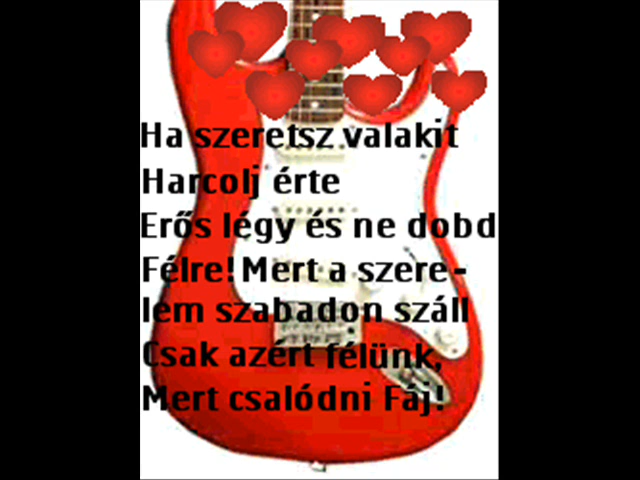 Ha szeretsz valakit
Harcolj érte
Erős légy és ne dobd
Félre! Mert a szere-
lem szabadon száll
Csak azért félünk,
Mert csalódni Fáj!